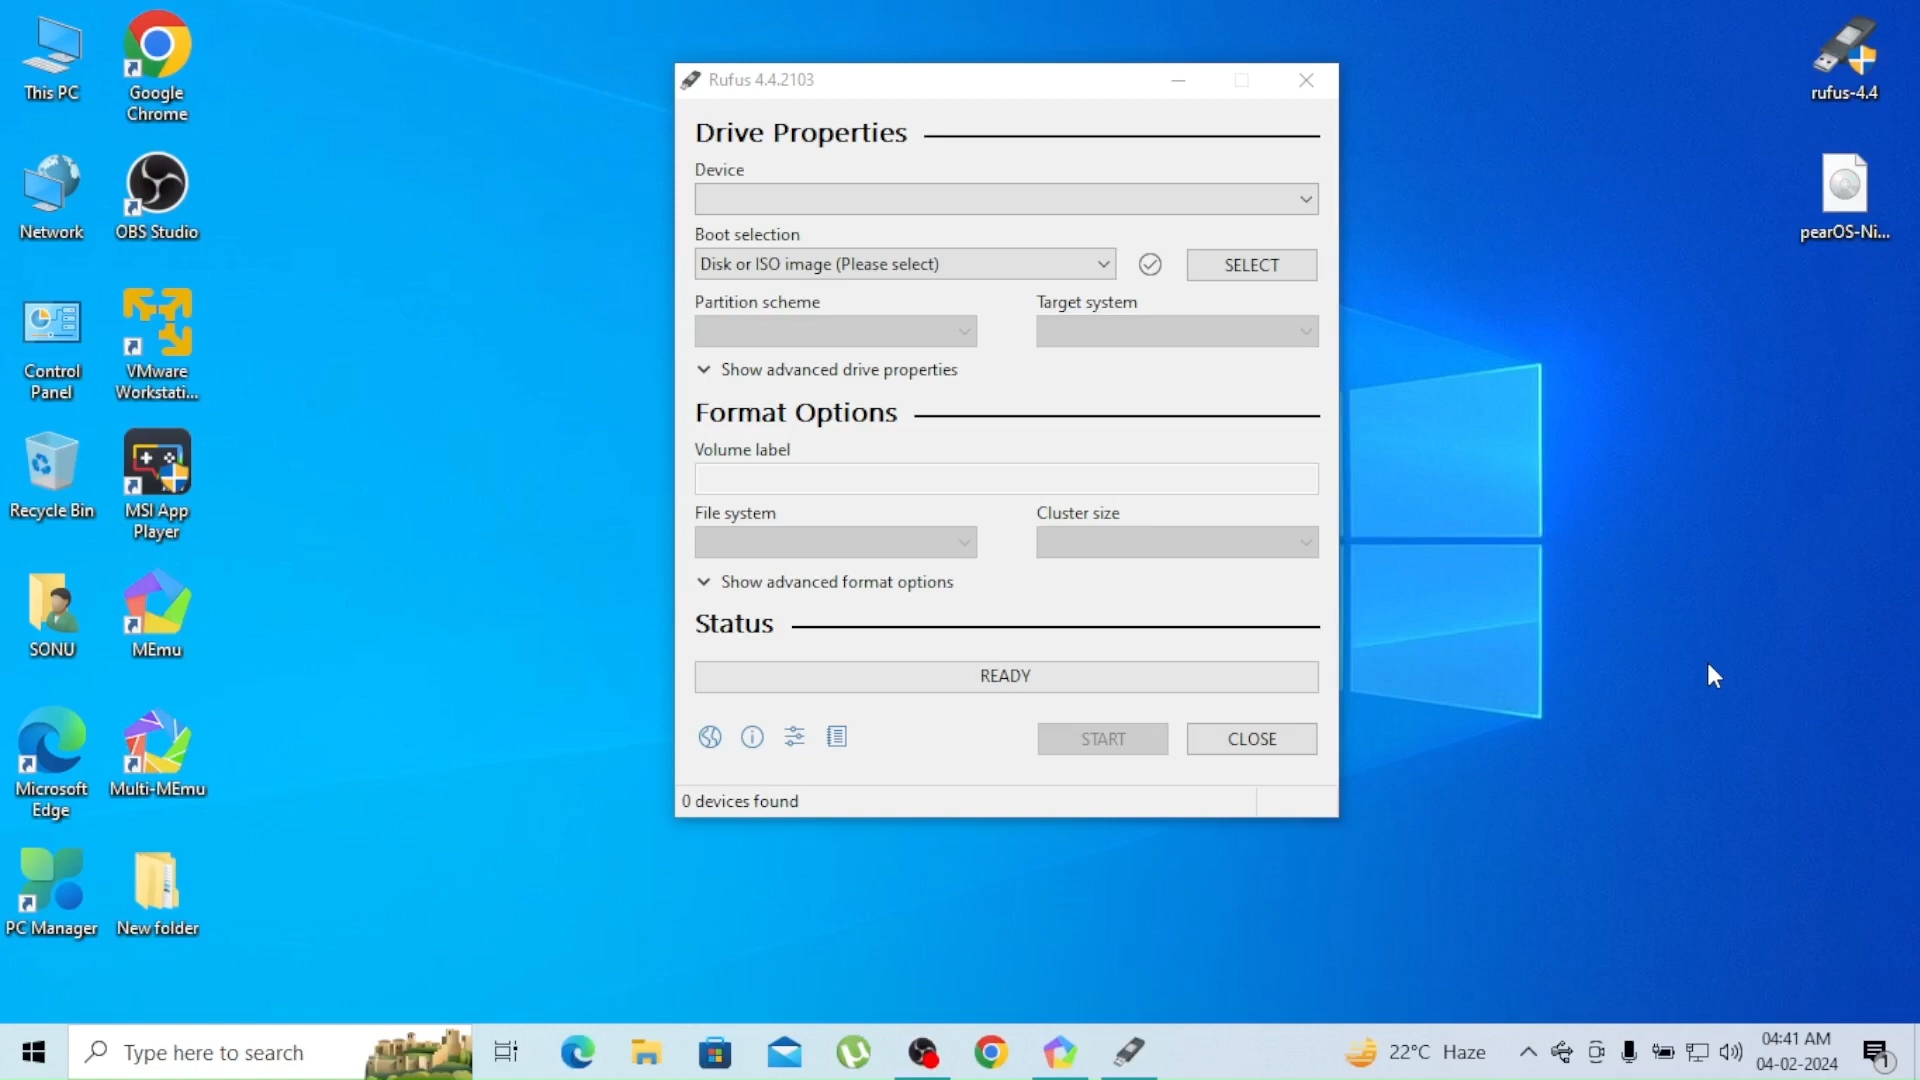 This PC
Google
Chrome
Network
OBS Studio
Control
Panel
VMware
Workstati...
Recycle Bin
MSI App
Player
SONU
MEmu
Microsoft
Edge
Multi-MEmu
PC Manager
New folder
rufus-4.4
pearOS-Ni...
Rufus 4.4.2103
Drive Properties
Device
Boot selection
Disk or ISO image (Please select)
SELECT
Partition scheme
Target system
Show advanced drive properties
Format Options
Volume label
File system
Cluster size
Show advanced format options
Status
READY
START
CLOSE
0 devices found
Type here to search
22°C Haze
04:41 AM
04-02-2024
1